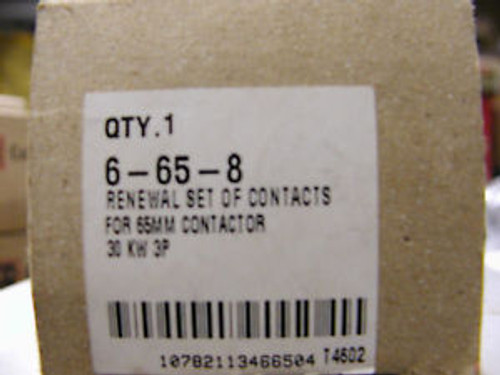 QTY.1
6-65-8
RENEWAL SET OF CONTACTS
FOR 65MM CONTACTOR
30 KW 3P
10782113466504 T4602